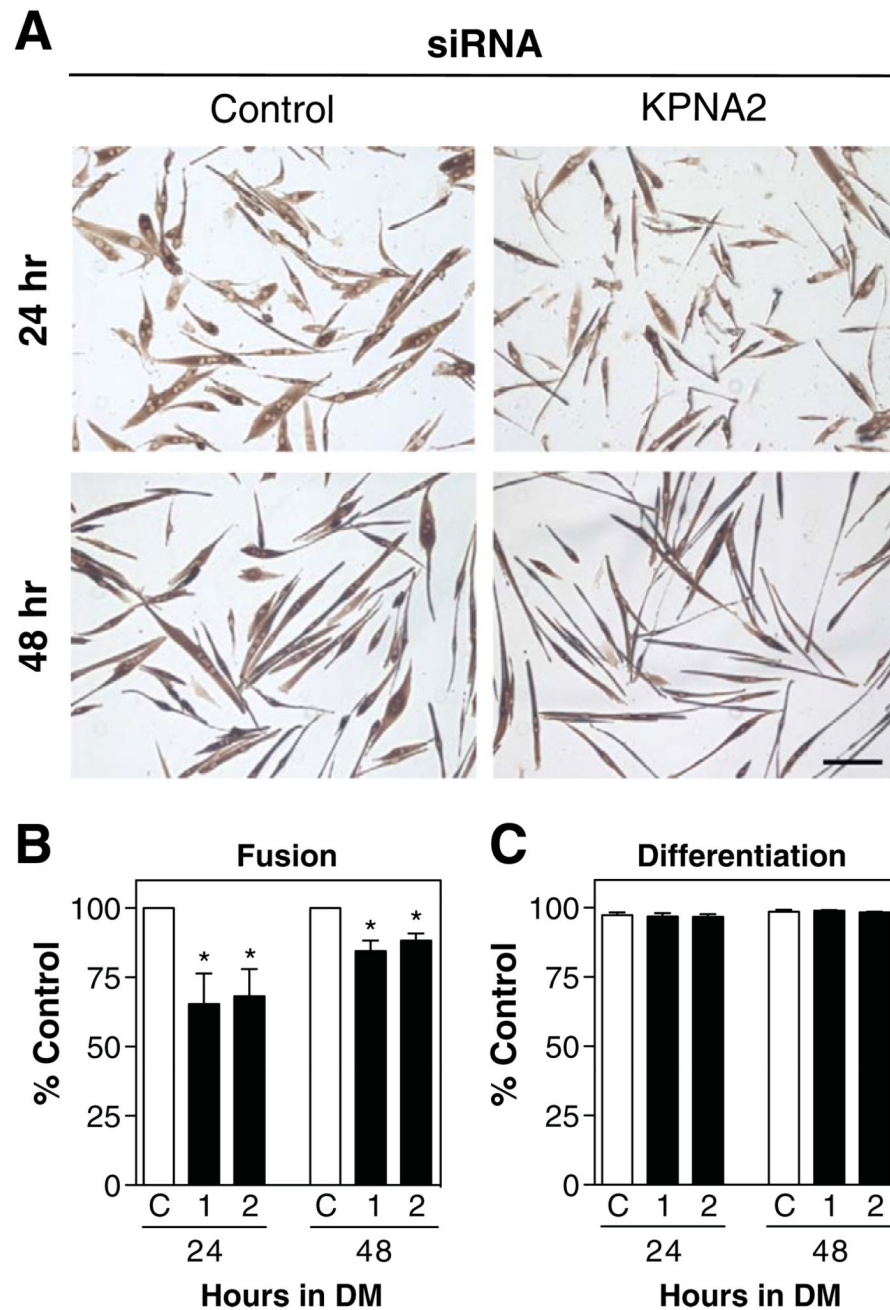 A
siRNA
Control KPNA2
24 hr
48 hr
B Fusion
% Control
100
75
50
25
0
* * * *
C 1 2 C 1 2
24 48
Hours in DM
C Differentiation
% Control
100
75
50
25
0
C 1 2 C 1 2
24 48
Hours in DM